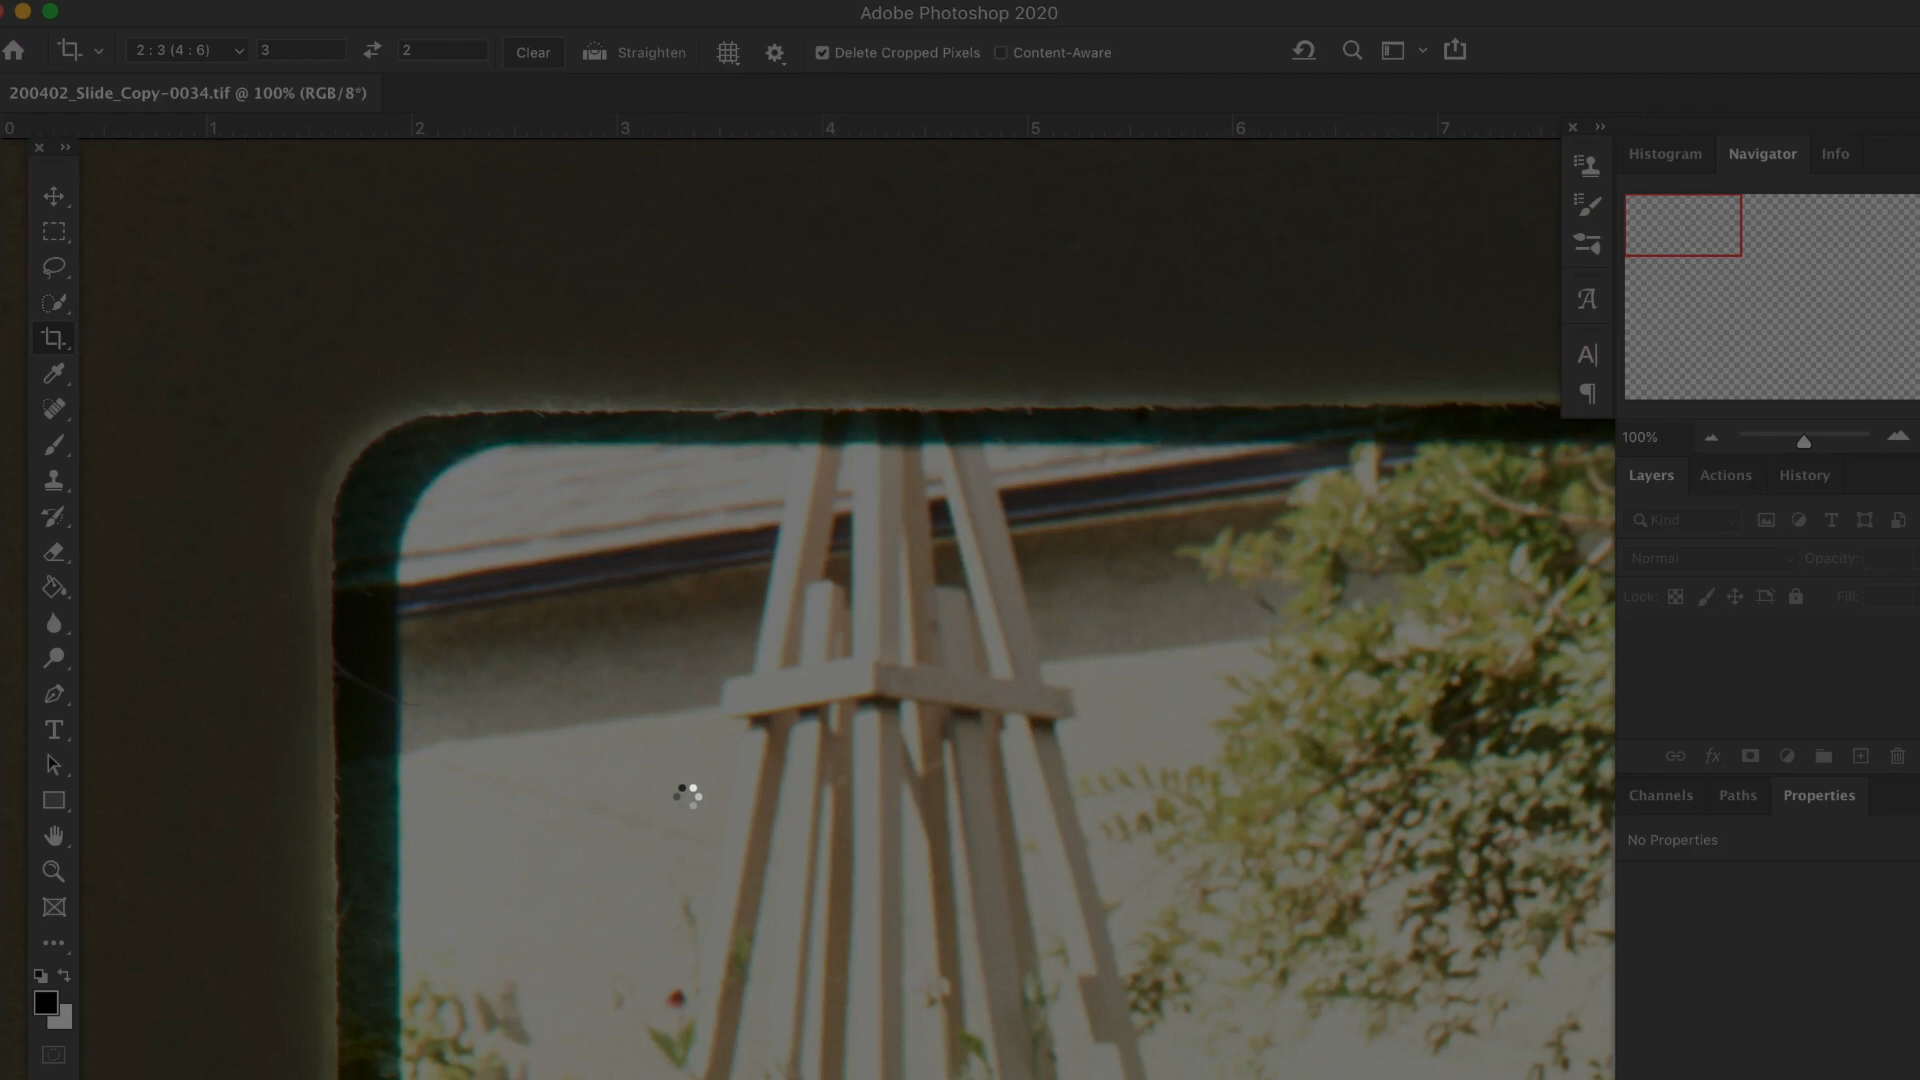 Adobe Photoshop 2020
2 : 3 (4 : 6) 3 2 Clear Straighten Delete Cropped Pixels Content-Aware
200402_Slide_Copy-0034.tif @ 100% (RGB/8*)
0 1 2 3 4 5 6 7
Histogram Navigator Info
100%
Layers Actions History
Kind
Normal Opacity:
Lock: Fill:
fx
Channels Paths Properties
No Properties